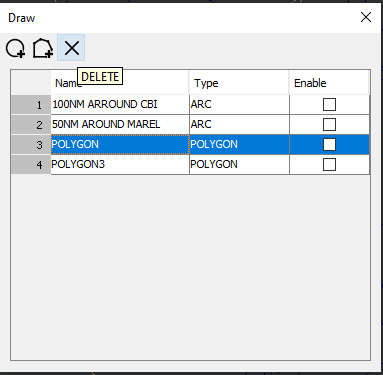 Draw
Name Type Enable
DELETE
1 100NM ARROUND CBI ARC
2 50NM AROUND MAREL ARC
3 POLYGON POLYGON
4 POLYGON3 POLYGON